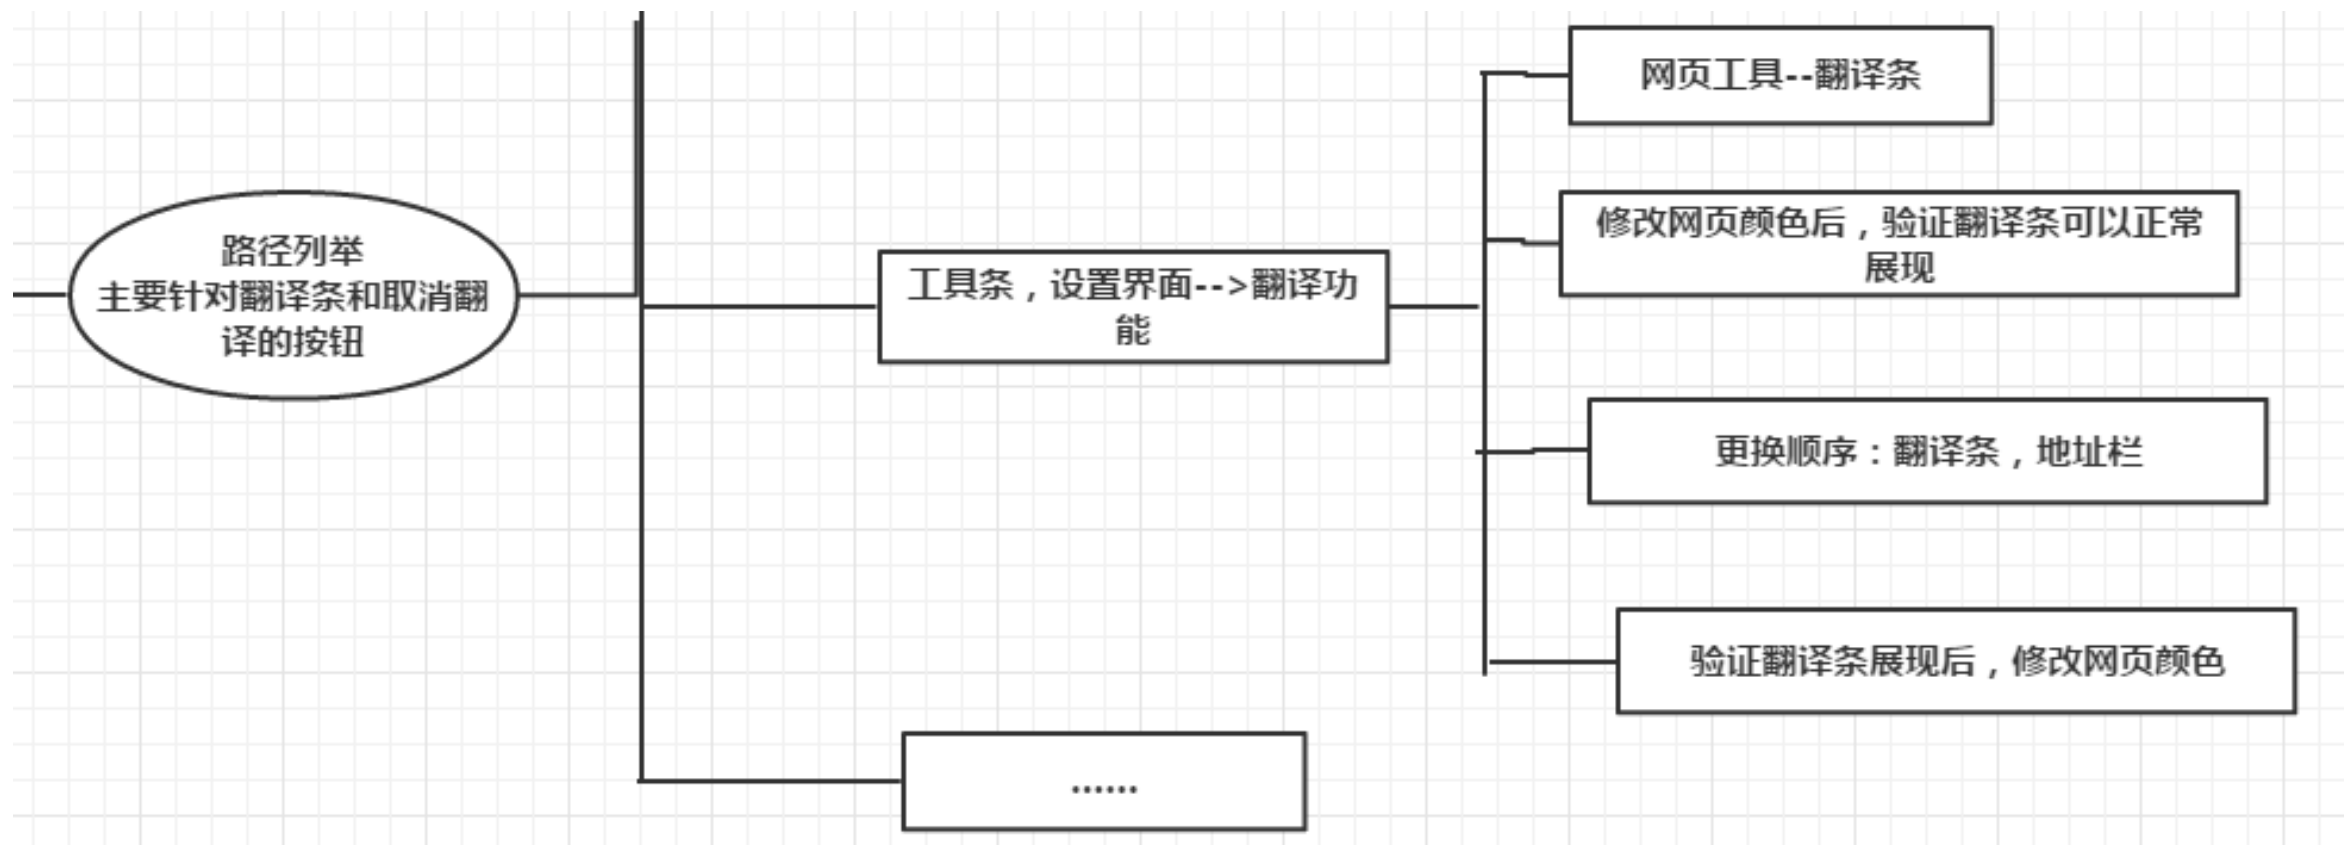 路径列举
主要针对翻译条和取消翻
译的按钮
工具条，设置界面-->翻译功
能
网页工具--翻译条
修改网页颜色后，验证翻译条可以正常
展现
更换顺序：翻译条，地址栏
验证翻译条展现后，修改网页颜色
......